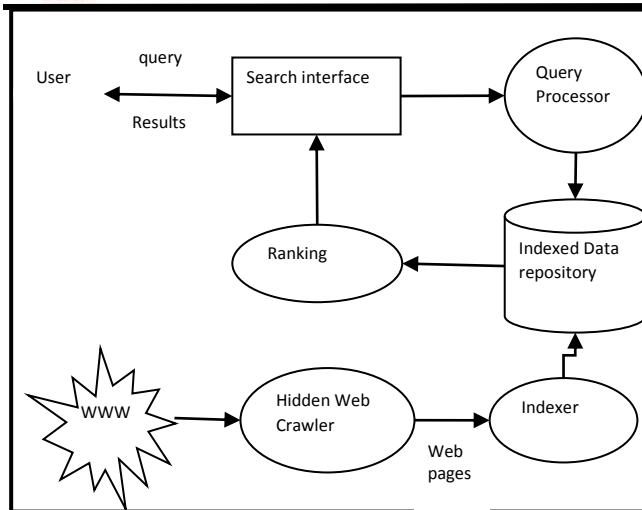 query
User
Search interface
Query
Processor
Results
Ranking
Indexed Data
repository
WWW
Hidden Web
Crawler
Indexer
Web
pages